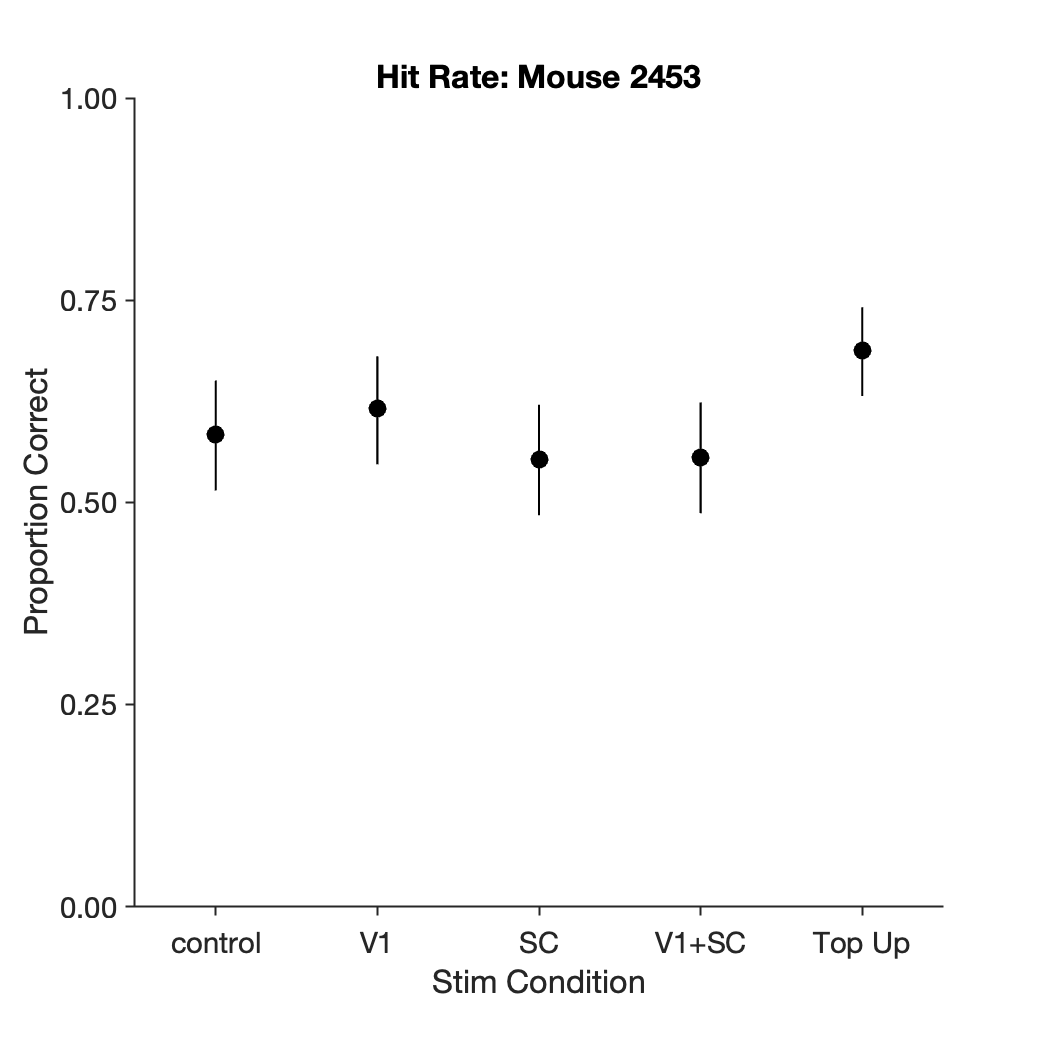 Hit Rate: Mouse 2453
1.00
0.75
0.50
0.25
0.00
Proportion Correct
control V1 SC V1+SC Top Up
Stim Condition